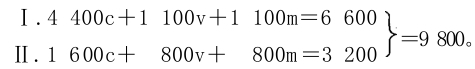 Ⅰ.4 400c＋1 100v＋1 100m＝6 600
Ⅱ.1 600c＋ 800v＋ 800m＝3 200
}＝9 800。